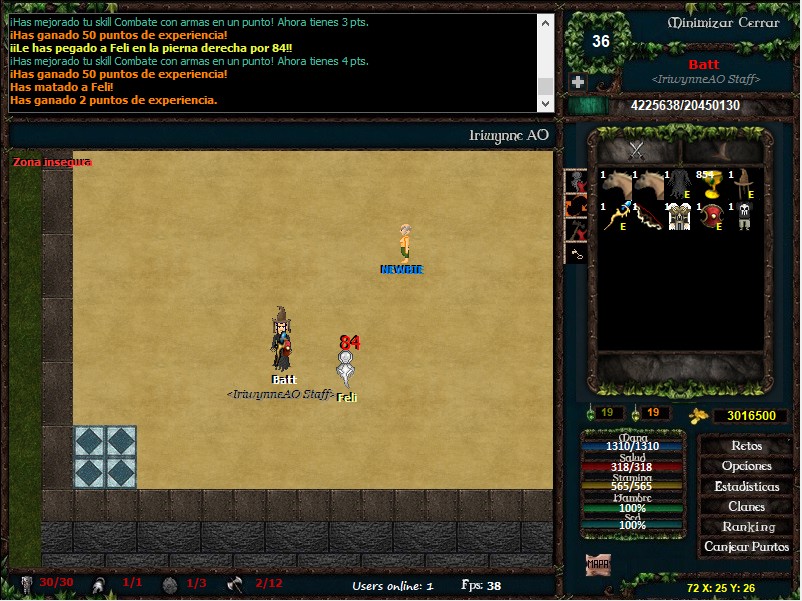 ¡Has mejorado tu skill Combate con armas en un punto! Ahora tienes 3 pts.
¡Has ganado 50 puntos de experiencia!
¡¡Le has pegado a Feli en la pierna derecha por 84!!
¡Has mejorado tu skill Combate con armas en un punto! Ahora tienes 4 pts.
¡Has ganado 50 puntos de experiencia!
Has matado a Feli!
Has ganado 2 puntos de experiencia.
36
Minimizar Cerrar
Batt
<IriwynneAO Staff>
4225638/20450130
Iriwynne AO
Zona insegura
NEWBIE
84
Batt
<IriwynneAO Staff>
Feli
1 1 1 854 1
E E
1 1 1 1 1
E E
19 19 3016500
Mana
1310/1310
Salud
318/318
Stamina
565/565
Hambre
100%
Sed
100%
Retos
Opciones
Estadisticas
Clanes
Ranking
Canjear Puntos
MAPA
30/30 1/1 1/3 2/12 Users online: 1 Fps: 38
72 X: 25 Y: 26